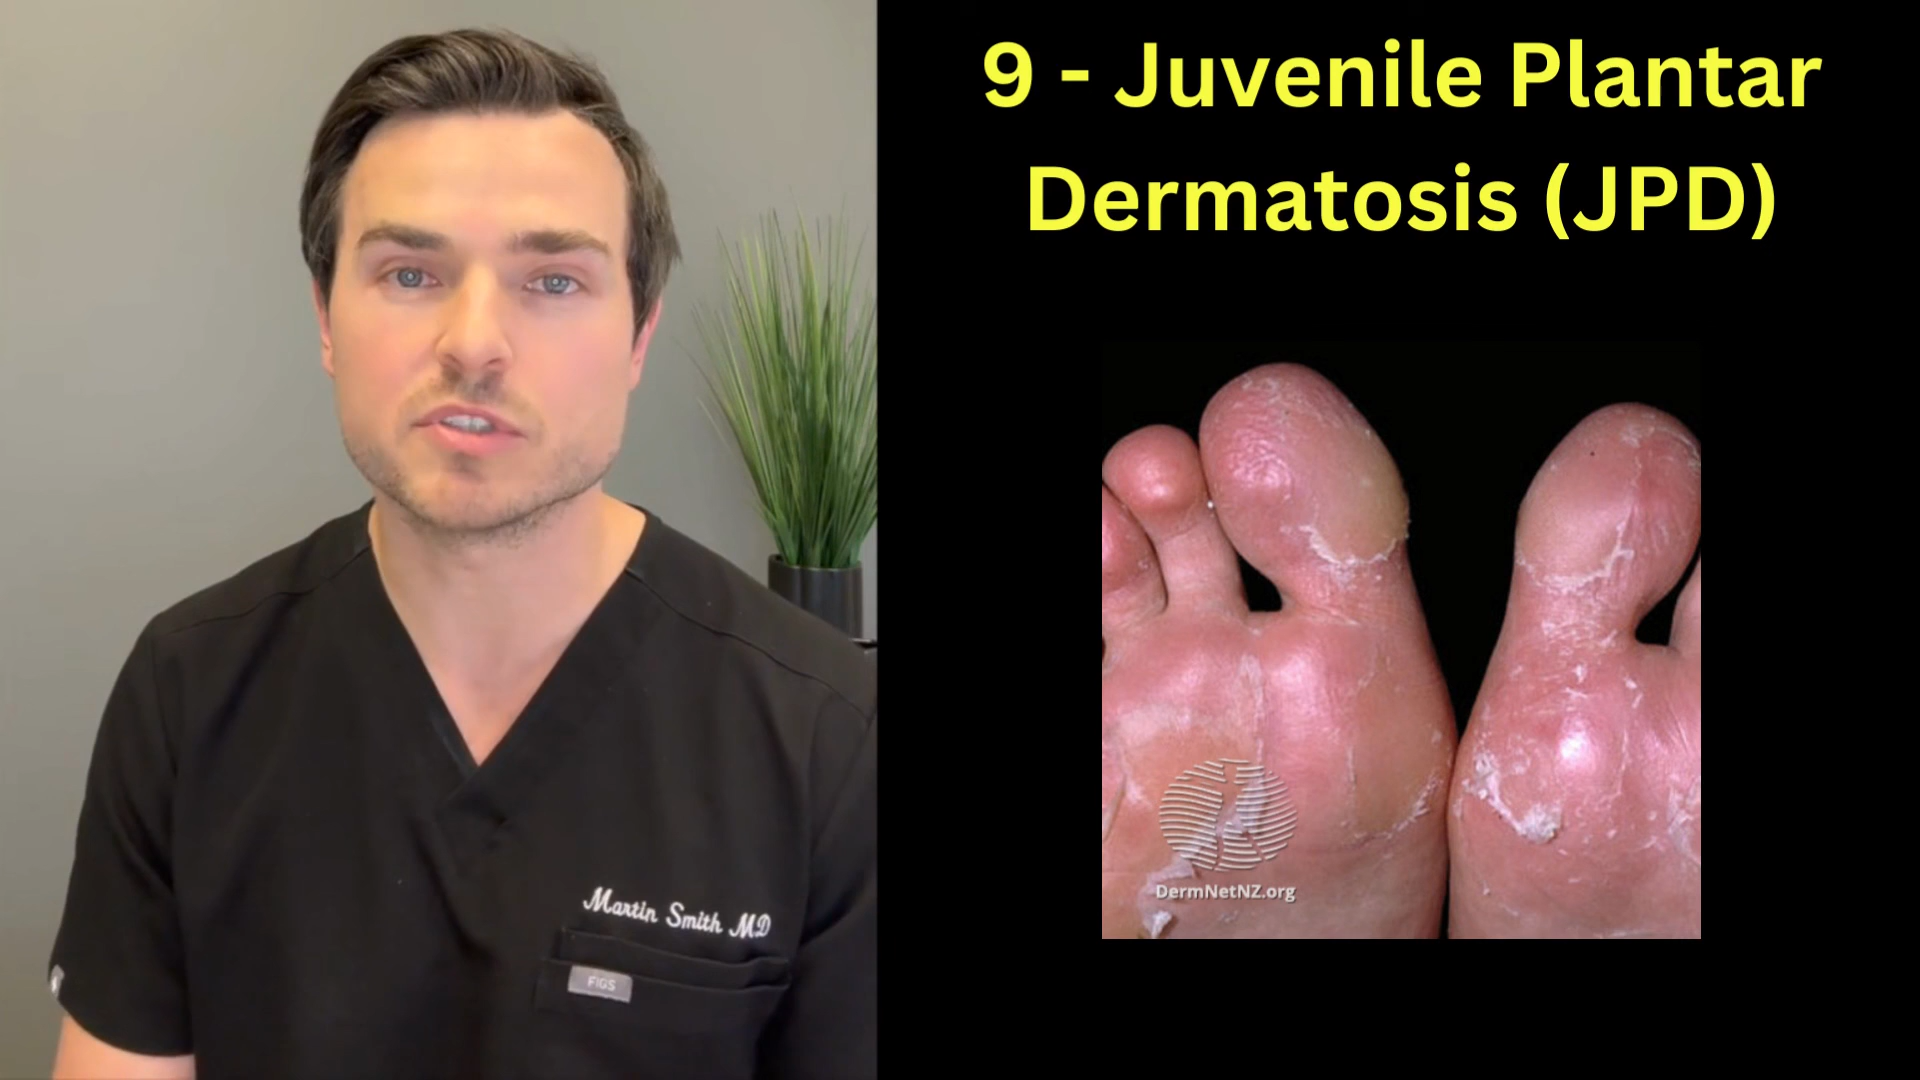 9 - Juvenile Plantar
Dermatosis (JPD)
Martin Smith MD
FIGS
DermNetNZ.org